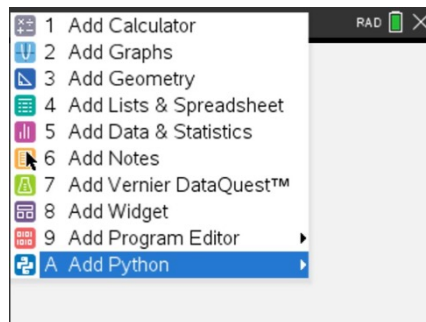 1 Add Calculator RAD
2 Add Graphs
3 Add Geometry
4 Add Lists & Spreadsheet
5 Add Data & Statistics
6 Add Notes
7 Add Vernier DataQuest™
8 Add Widget
9 Add Program Editor
A Add Python